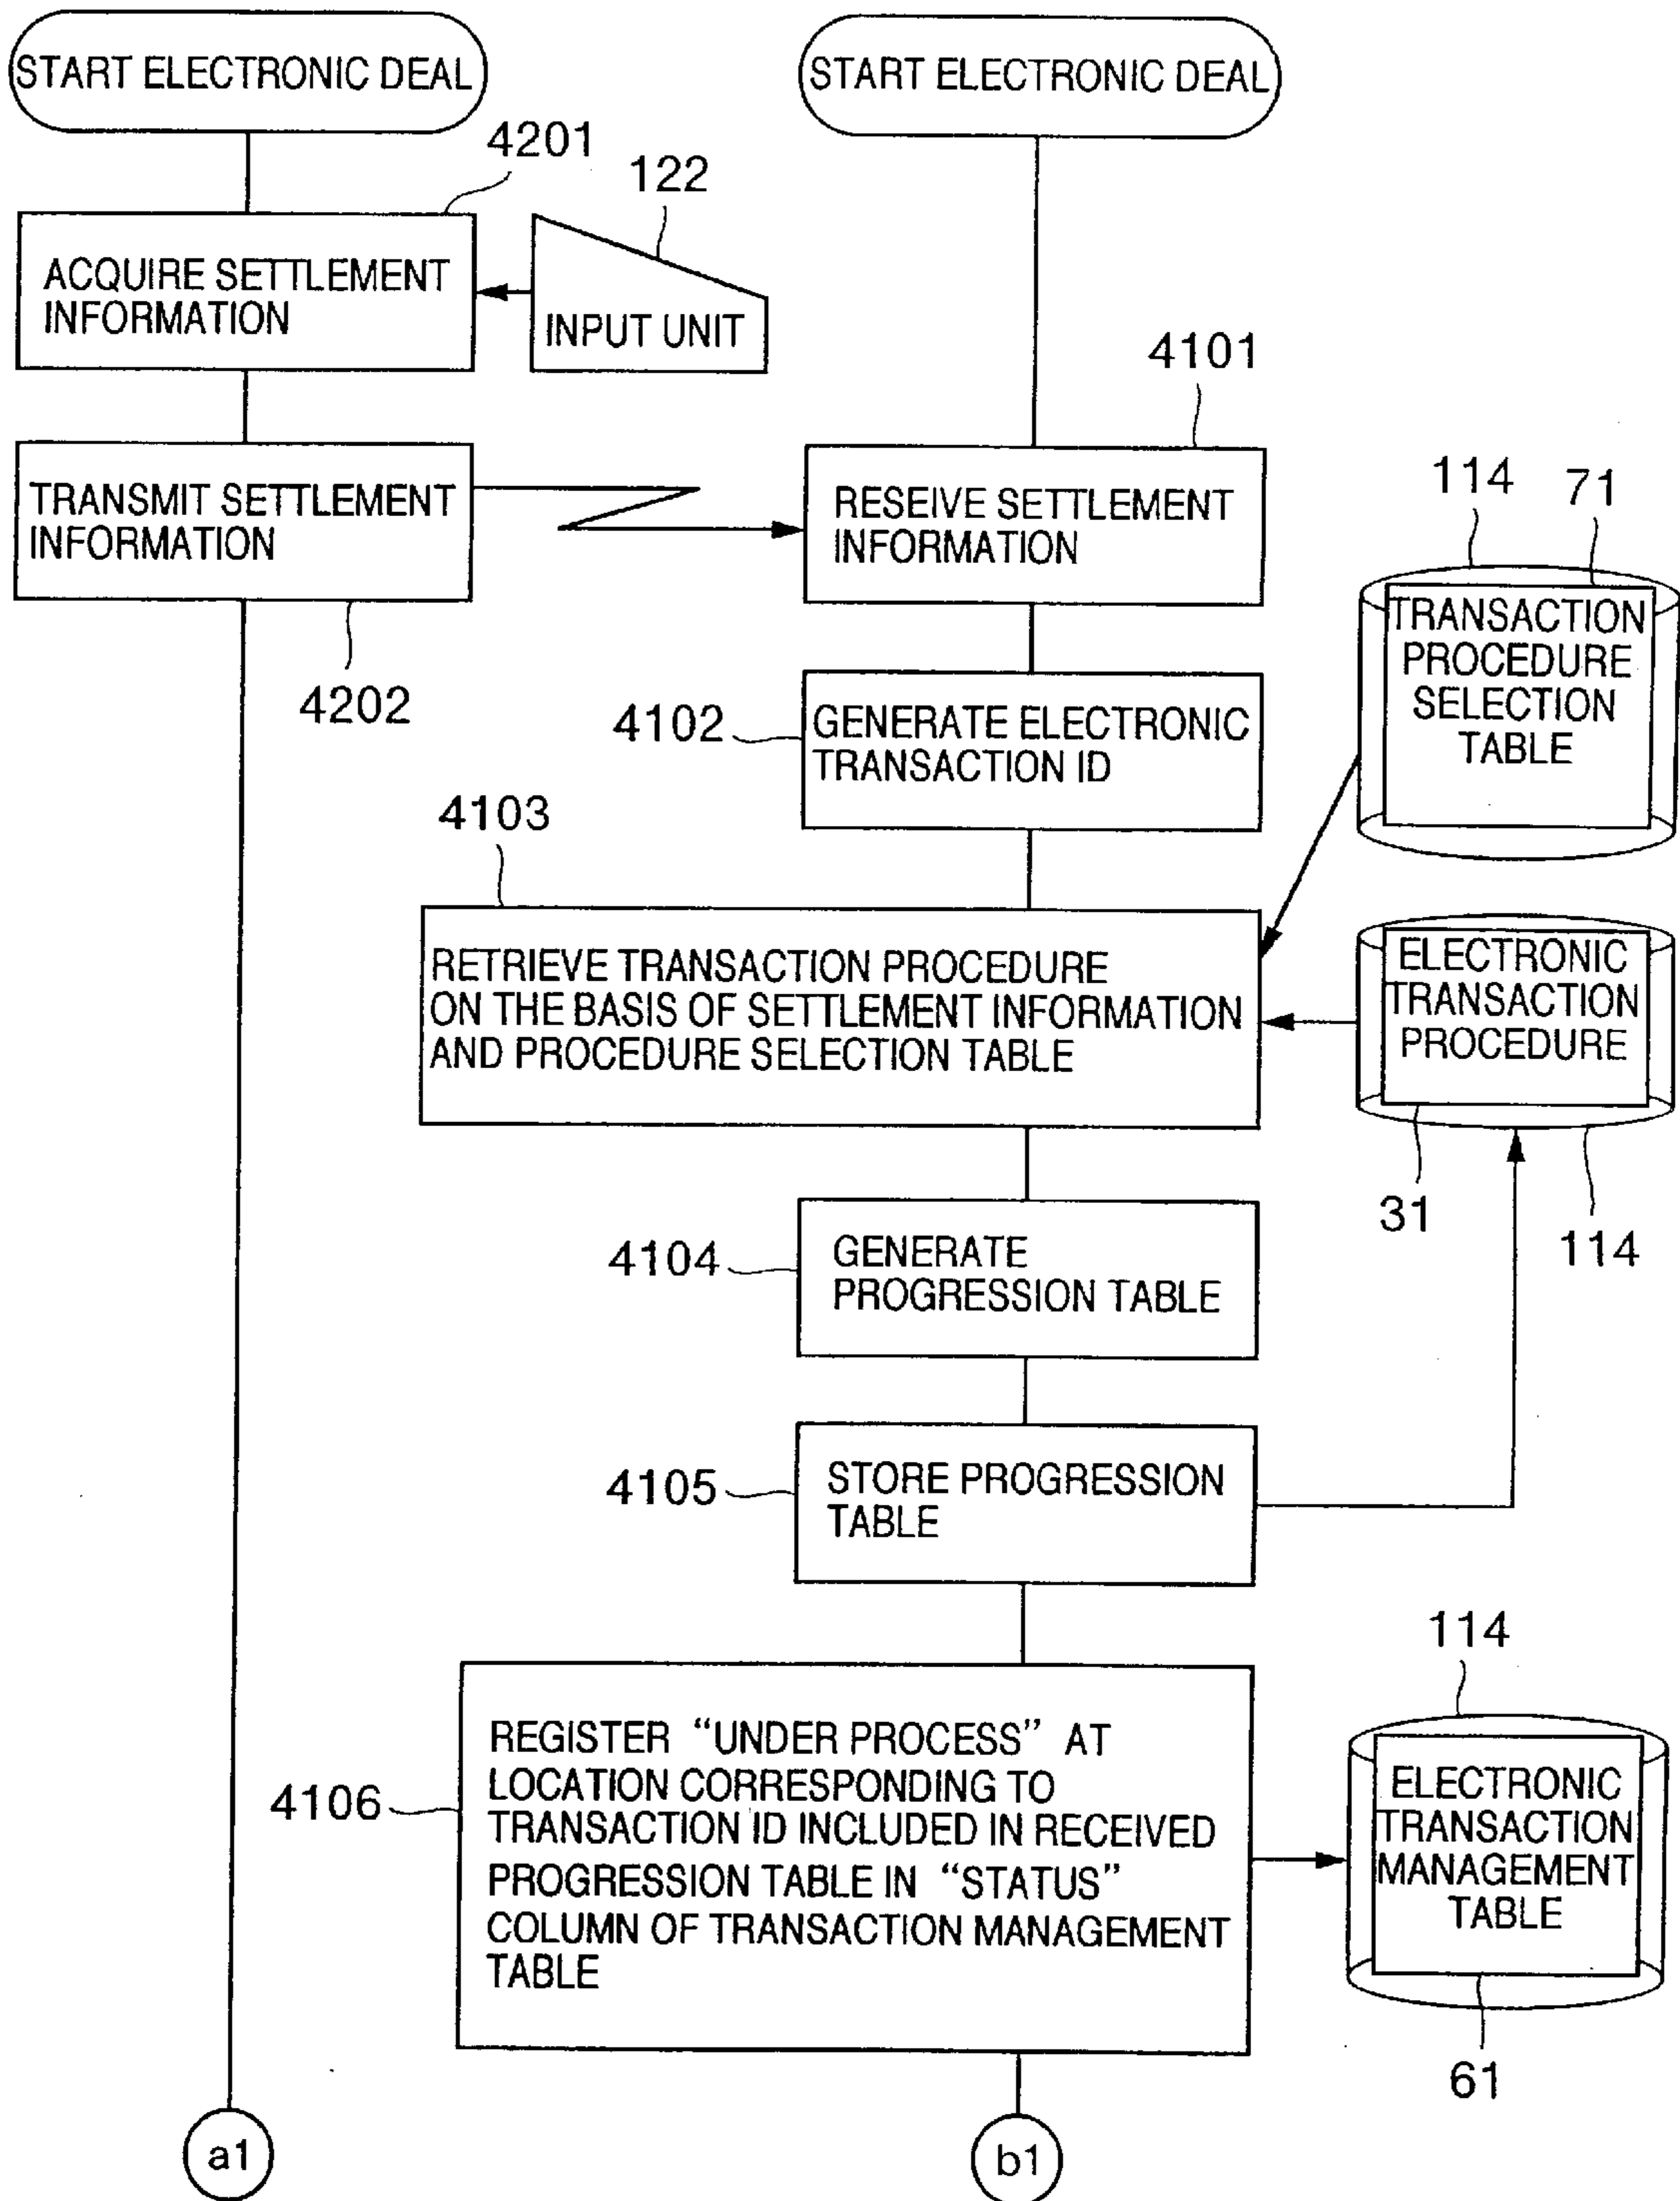 START ELECTRONIC DEAL
START ELECTRONIC DEAL
4201
122
ACQUIRE SETTLEMENT
INFORMATION
INPUT UNIT
4101
TRANSMIT SETTLEMENT
INFORMATION
RESEIVE SETTLEMENT
INFORMATION
114
71
TRANSACTION
PROCEDURE
SELECTION
TABLE
4202
4102
GENERATE ELECTRONIC
TRANSACTION ID
4103
RETRIEVE TRANSACTION PROCEDURE
ON THE BASIS OF SETTLEMENT INFORMATION
AND PROCEDURE SELECTION TABLE
ELECTRONIC
TRANSACTION
PROCEDURE
31
114
4104
GENERATE
PROGRESSION TABLE
4105
STORE PROGRESSION
TABLE
114
4106
REGISTER “UNDER PROCESS” AT
LOCATION CORRESPONDING TO
TRANSACTION ID INCLUDED IN RECEIVED
PROGRESSION TABLE IN “STATUS”
COLUMN OF TRANSACTION MANAGEMENT
TABLE
ELECTRONIC
TRANSACTION
MANAGEMENT
TABLE
61
a1
b1